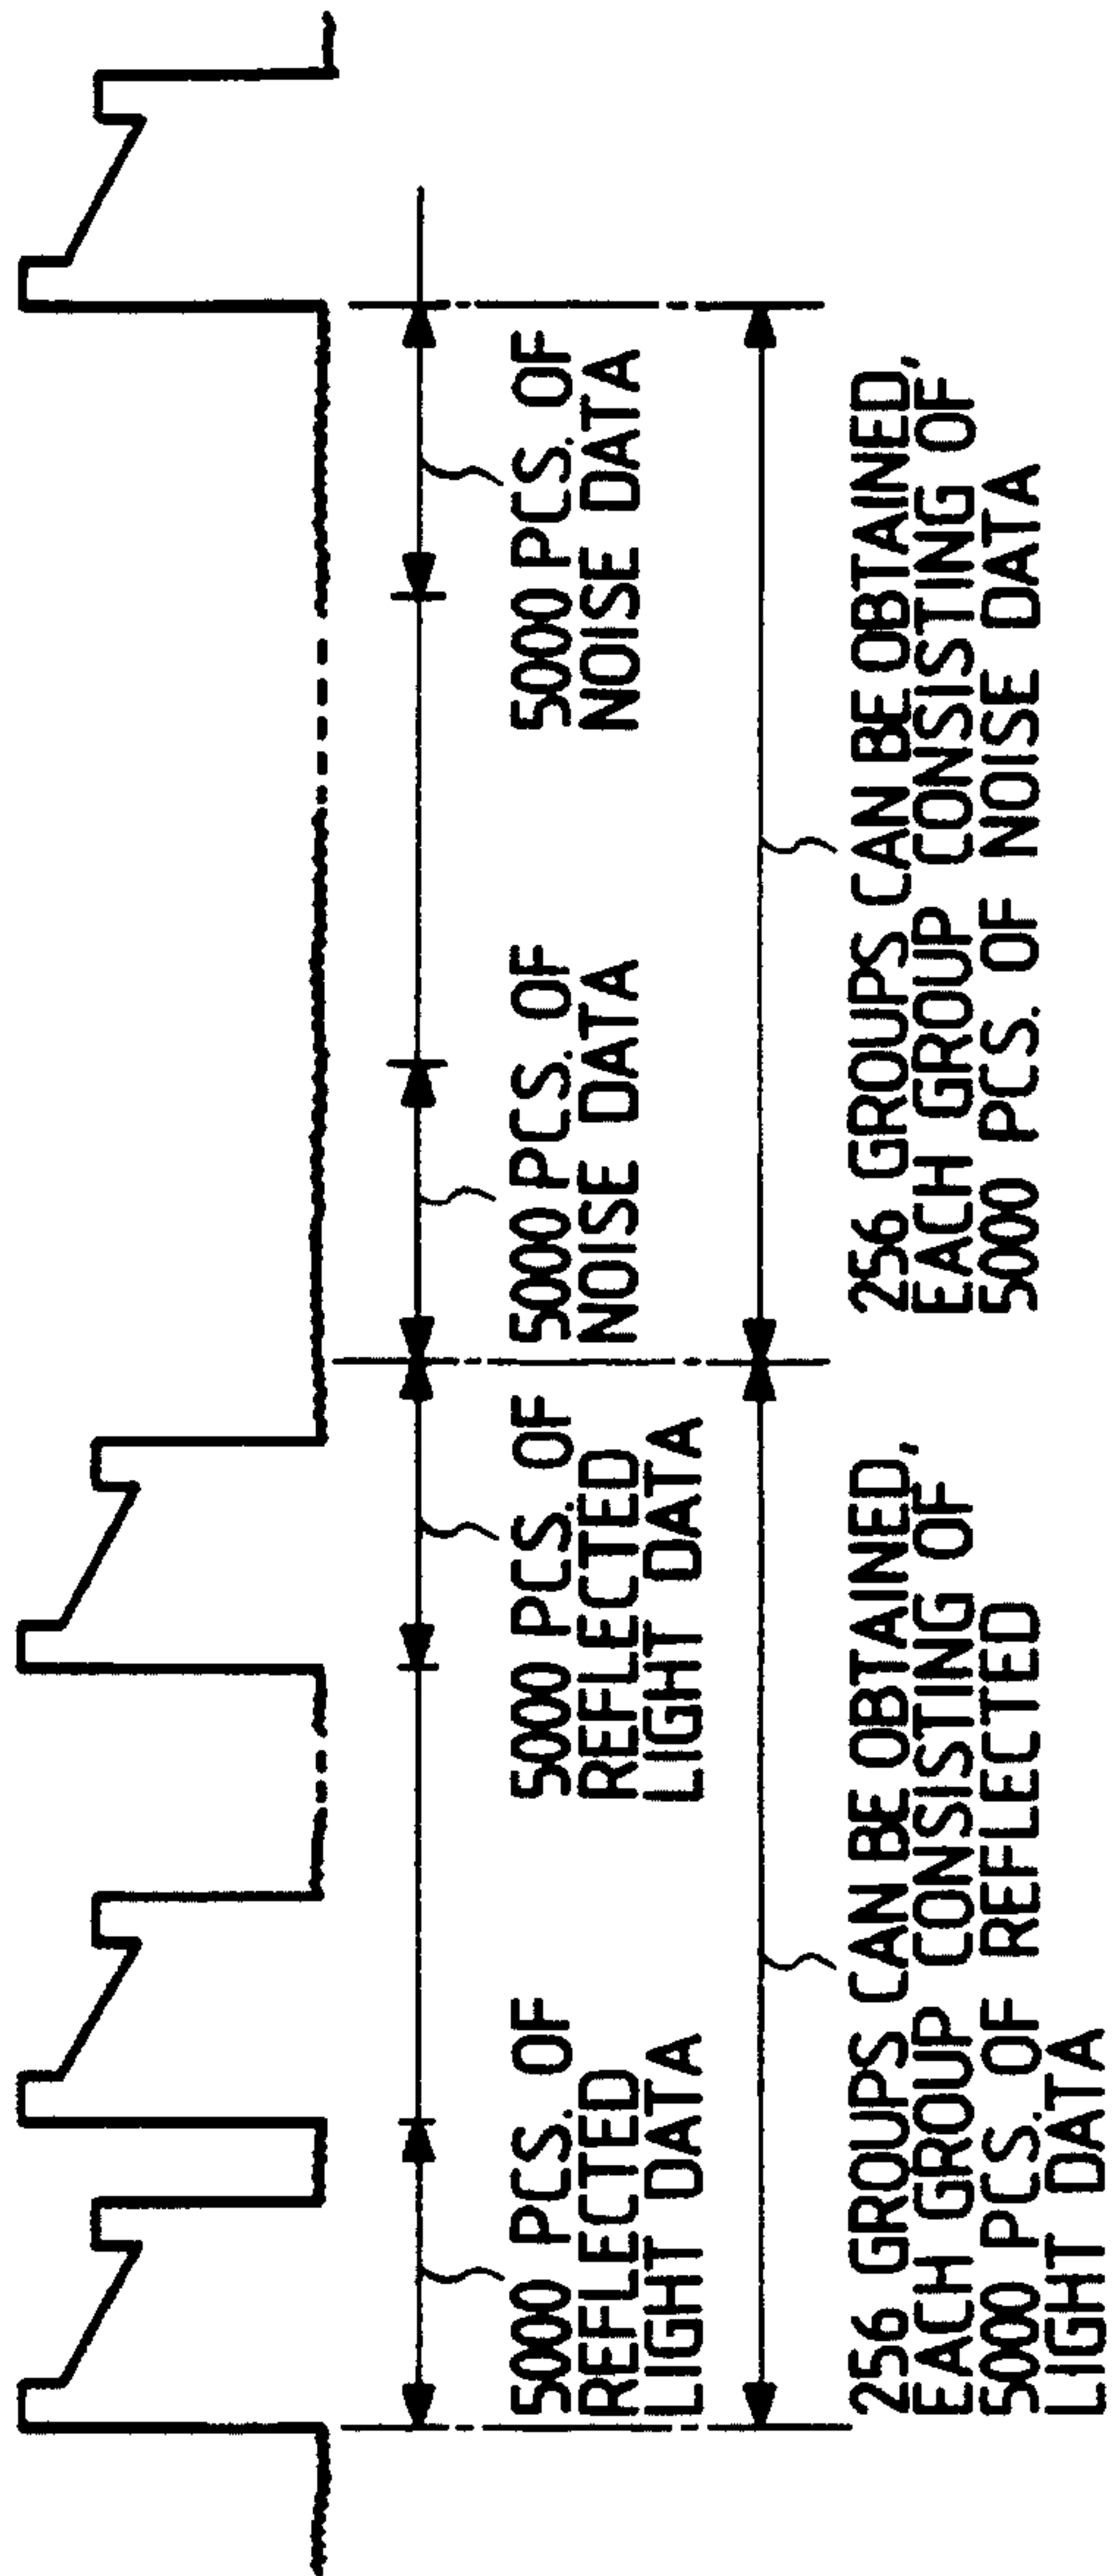 5000 PCS. OF
REFLECTED
LIGHT DATA
5000 PCS. OF
REFLECTED
LIGHT DATA
5000 PCS. OF
NOISE DATA
5000 PCS. OF
NOISE DATA
256 GROUPS CAN BE OBTAINED,
EACH GROUP CONSISTING OF
5000 PCS. OF REFLECTED
LIGHT DATA
256 GROUPS CAN BE OBTAINED,
EACH GROUP CONSISTING OF
5000 PCS. OF NOISE DATA